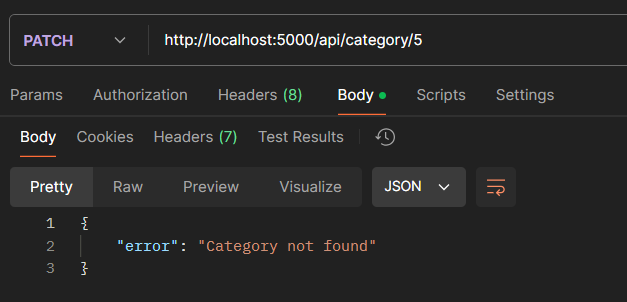 PATCH http://localhost:5000/api/category/5
Params Authorization Headers (8) Body Scripts Settings
Body Cookies Headers (7) Test Results
Pretty Raw Preview Visualize JSON
1 {
2 "error": "Category not found"
3 }